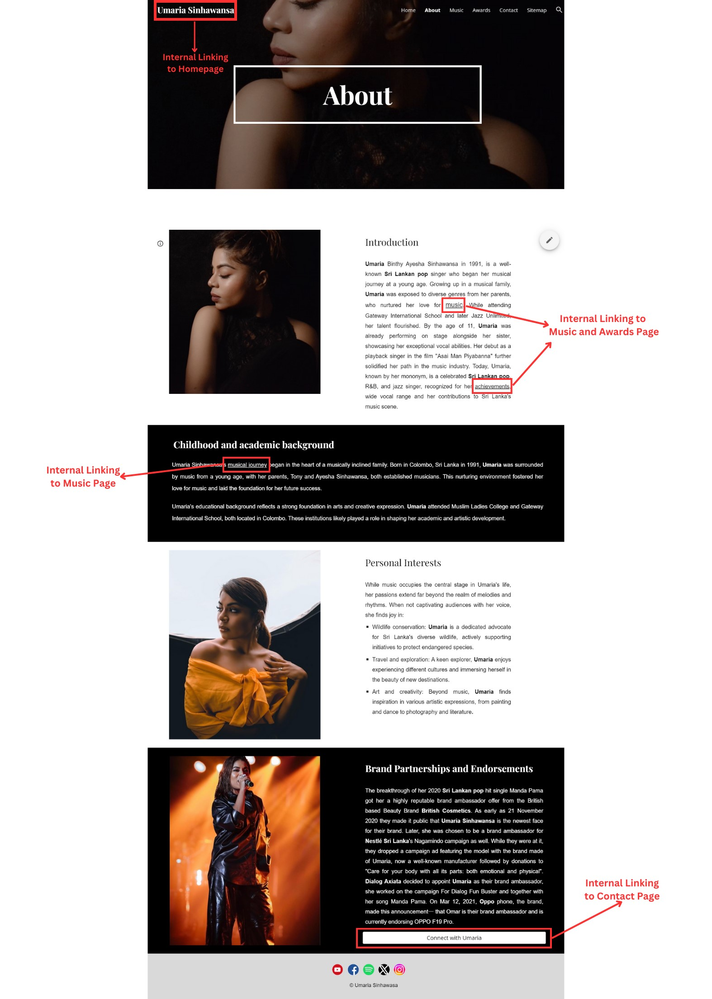 Umaria Sinhawansa
Home About Music Awards Contact Sitemap
Internal Linking
to Homepage
About
Introduction
Umaria Binthy Ayesha Sinhawansa in 1991, is a well-
known Sri Lankan pop singer who began her musical
journey at a young age. Growing up in a musical family,
Umaria was exposed to diverse genres from her parents,
who nurtured her love for music. While attending
Gateway International School and later Jazz Unlimited,
her talent flourished. By the age of 11, Umaria was
already performing on stage alongside her sister,
showcasing her exceptional vocal abilities. Her debut as a
playback singer in the film "Asai Man Piyabanna" further
solidified her path in the music industry. Today, Umaria,
known by her mononym, is a celebrated Sri Lankan pop,
R&B, and jazz singer, recognized for her achievements,
wide vocal range and her contributions to Sri Lanka's
music scene.
Internal Linking to
Music and Awards Page
Childhood and academic background
Umaria Sinhawansa's musical journey began in the heart of a musically inclined family. Born in Colombo, Sri Lanka in 1991, Umaria was surrounded
by music from a young age, with her parents, Tony and Ayesha Sinhawansa, both established musicians. This nurturing environment fostered her
love for music and laid the foundation for her future success.
Umaria's educational background reflects a strong foundation in arts and creative expression. Umaria attended Muslim Ladies College and Gateway
International School, both located in Colombo. These institutions likely played a role in shaping her academic and artistic development.
Internal Linking
to Music Page
Personal Interests
While music occupies the central stage in Umaria's life,
her passions extend far beyond the realm of melodies and
rhythms. When not captivating audiences with her voice,
she finds joy in:
▪ Wildlife conservation: Umaria is a dedicated advocate
for Sri Lanka's diverse wildlife, actively supporting
initiatives to protect endangered species.
▪ Travel and exploration: A keen explorer, Umaria enjoys
experiencing different cultures and immersing herself in
the beauty of new destinations.
▪ Art and creativity: Beyond music, Umaria finds
inspiration in various artistic expressions, from painting
and dance to photography and literature.
Brand Partnerships and Endorsements
The breakthrough of her 2020 Sri Lankan pop hit single Manda Pama
got her a highly reputable brand ambassador offer from the British
based Beauty Brand British Cosmetics. As early as 21 November
2020 they made it public that Umaria Sinhawansa is the newest face
for their brand. Later, she was chosen to be a brand ambassador for
Nestlé Sri Lanka's Nagamindo campaign as well. While they were at it,
they dropped a campaign ad featuring the model with the brand made
of Umaria, now a well-known manufacturer followed by donations to
"Care for your body with all its parts: both emotional and physical".
Dialog Axiata decided to appoint Umaria as their brand ambassador,
she worked on the campaign For Dialog Fun Buster and together with
her song Manda Pama. On Mar 12, 2021, Oppo phone, the brand,
made this announcement— that Omar is their brand ambassador and is
currently endorsing OPPO F19 Pro.
Connect with Umaria
Internal Linking
to Contact Page
© Umaria Sinhawasa